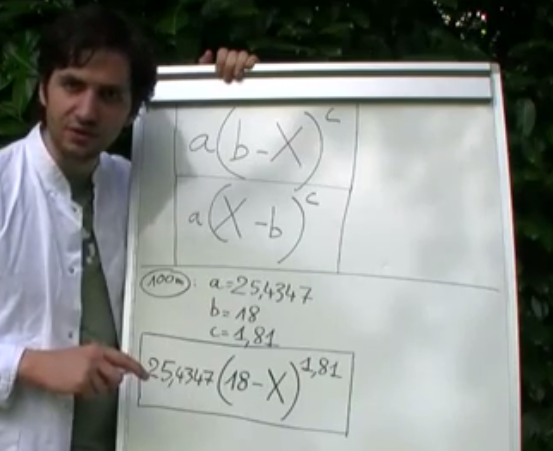 a(b-X)^c
a(X-b)^c
100m: a=25,4347
b=18
c=1,81
25,4347(18-X)^1,81